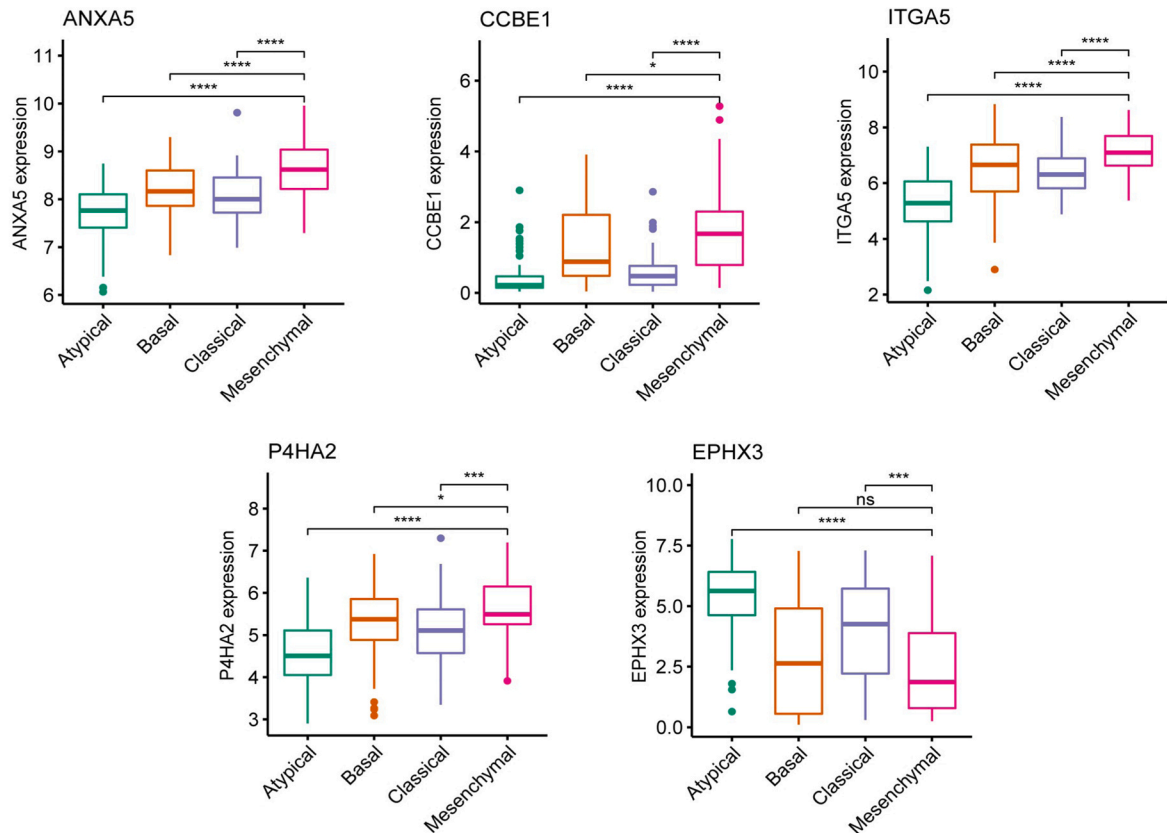 ANXA5
ANXA5 expression
11
10
9
8
7
6
****
****
****
Atypical
Basal
Classical
Mesenchymal
CCBE1
CCBE1 expression
6
4
2
0
****
*
****
Atypical
Basal
Classical
Mesenchymal
ITGA5
ITGA5 expression
10
8
6
4
2
****
****
****
Atypical
Basal
Classical
Mesenchymal
P4HA2
P4HA2 expression
8
7
6
5
4
3
***
*
****
Atypical
Basal
Classical
Mesenchymal
EPHX3
EPHX3 expression
10.0
7.5
5.0
2.5
0.0
***
ns
****
Atypical
Basal
Classical
Mesenchymal